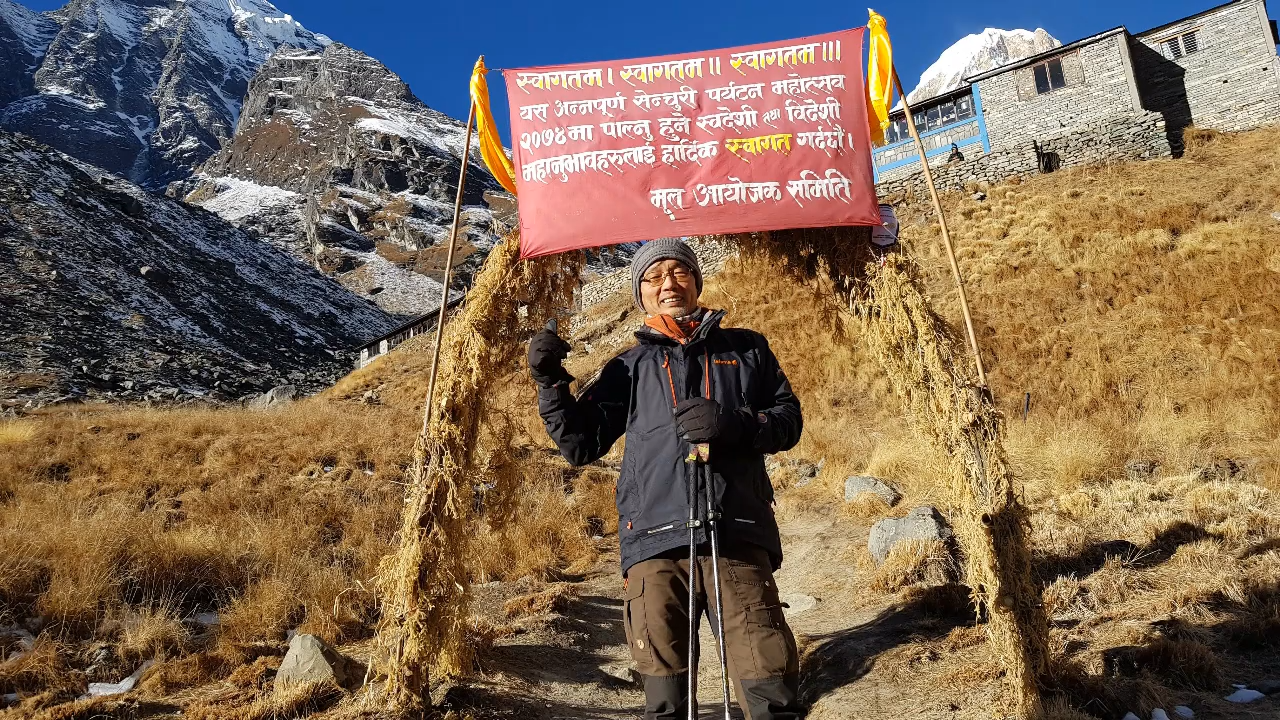 स्वागतम। स्वागतम॥ स्वागतम॥।
यस अन्नपूर्ण सेन्चुरी पर्यटन महोत्सव
२०७४मा पाल्नु हुने स्वदेशी तथा विदेशी
महानुभावहरुलाई हार्दिक स्वागत गर्दछौं।
मूल आयोजक समिति